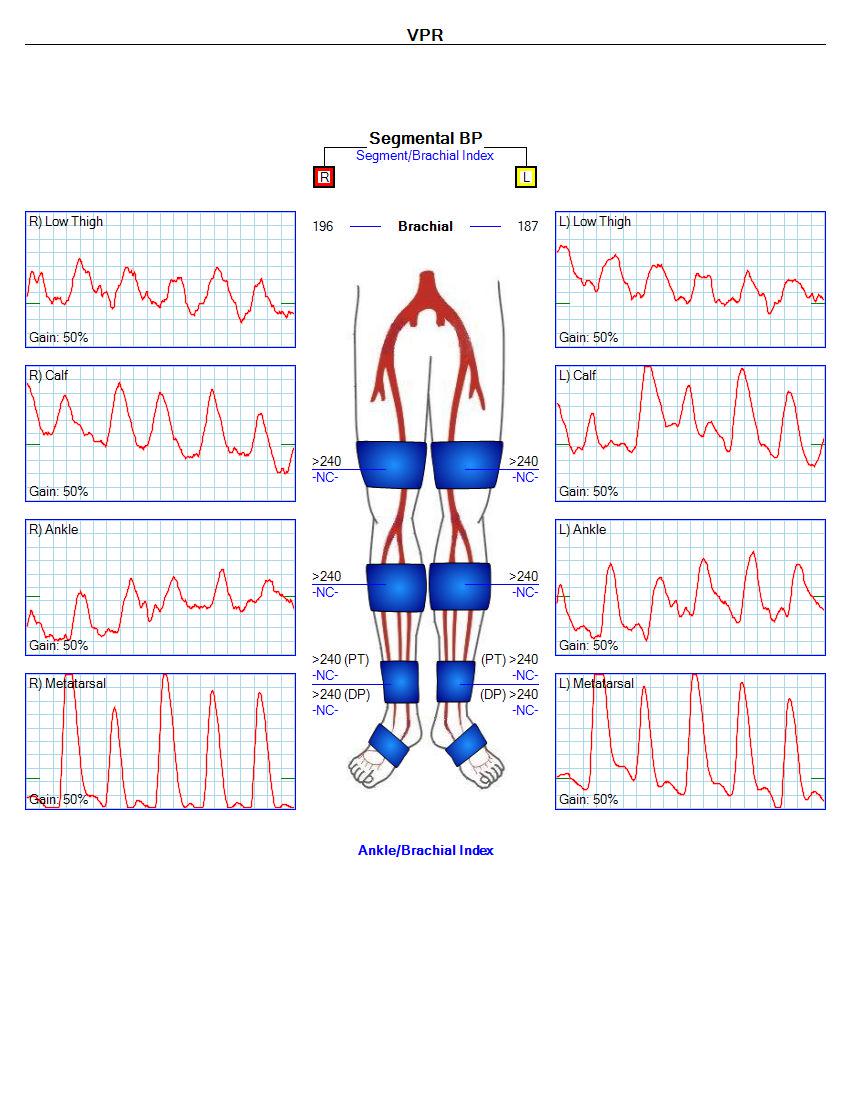 VPR
Segmental BP
Segment/Brachial Index
R
L
196
Brachial
187
R) Low Thigh
Gain: 50%
L) Low Thigh
Gain: 50%
R) Calf
Gain: 50%
L) Calf
Gain: 50%
>240
-NC-
>240
-NC-
R) Ankle
Gain: 50%
L) Ankle
Gain: 50%
>240
-NC-
>240
-NC-
R) Metatarsal
Gain: 50%
L) Metatarsal
Gain: 50%
>240 (PT)
-NC-
>240 (DP)
-NC-
(PT) >240
-NC-
(DP) >240
-NC-
Ankle/Brachial Index